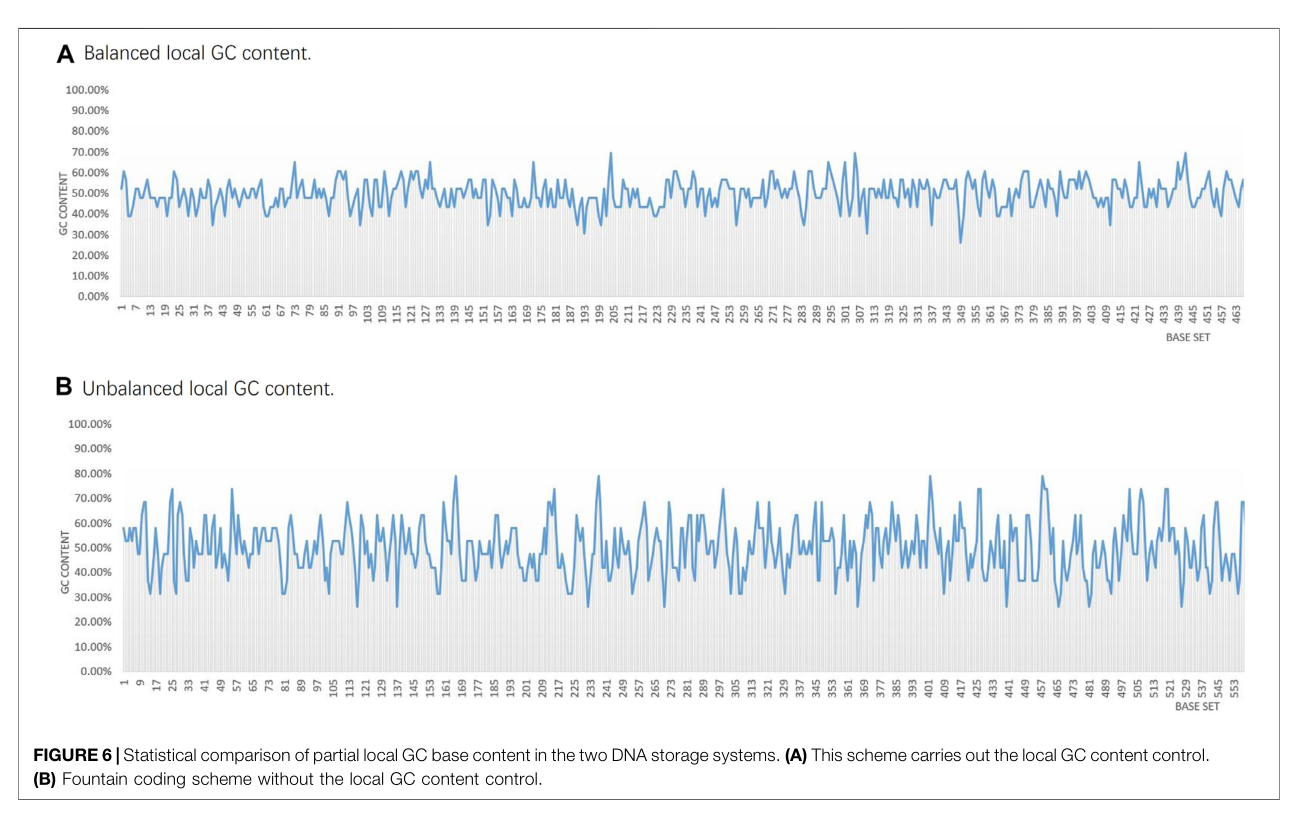 A Balanced local GC content.
100.00%
90.00%
80.00%
70.00%
60.00%
50.00%
40.00%
30.00%
20.00%
10.00%
0.00%
GC CONTENT
1 7 13 19 25 31 37 43 49 55 61 67 73 79 85 91 97 103 109 115 121 127 133 139 145 151 157 163 169 175 181 187 193 199 205 211 217 223 229 235 241 247 253 259 265 271 277 283 289 295 301 307 313 319 325 331 337 343 349 355 361 367 373 379 385 391 397 403 409 415 421 427 433 439 445 451 457 463
BASE SET
B Unbalanced local GC content.
100.00%
90.00%
80.00%
70.00%
60.00%
50.00%
40.00%
30.00%
20.00%
10.00%
0.00%
GC CONTENT
1 9 17 25 33 41 49 57 65 73 81 89 97 105 113 121 129 137 145 153 161 169 177 185 193 201 209 217 225 233 241 249 257 265 273 281 289 297 305 313 321 329 337 345 353 361 369 377 385 393 401 409 417 425 433 441 449 457 465 473 481 489 497 505 513 521 529 537 545 553
BASE SET
FIGURE 6 | Statistical comparison of partial local GC base content in the two DNA storage systems. (A) This scheme carries out the local GC content control.
(B) Fountain coding scheme without the local GC content control.